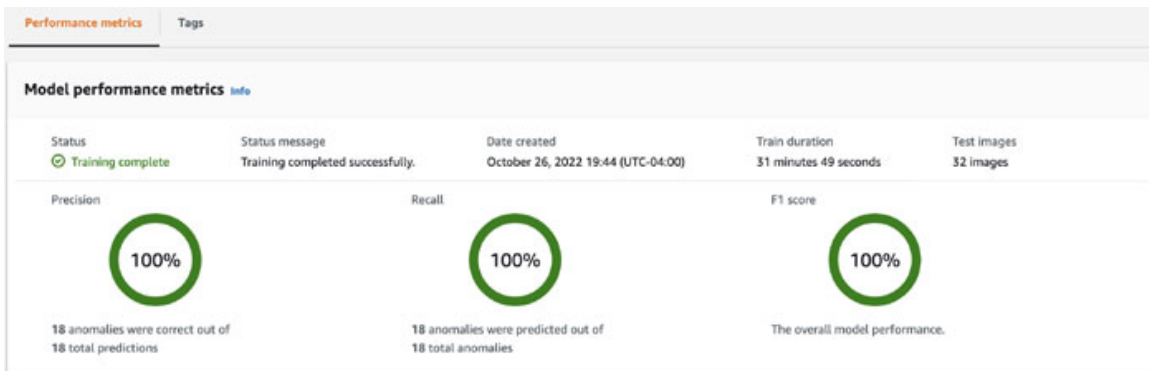 Performance metrics Tags
Model performance metrics Info
Status Status message Date created Train duration Test images
Training complete Training completed successfully. October 26, 2022 19:44 (UTC-04:00) 31 minutes 49 seconds 32 images
Precision Recall F1 score
100% 100% 100%
18 anomalies were correct out of 18 anomalies were predicted out of The overall model performance.
18 total predictions 18 total anomalies